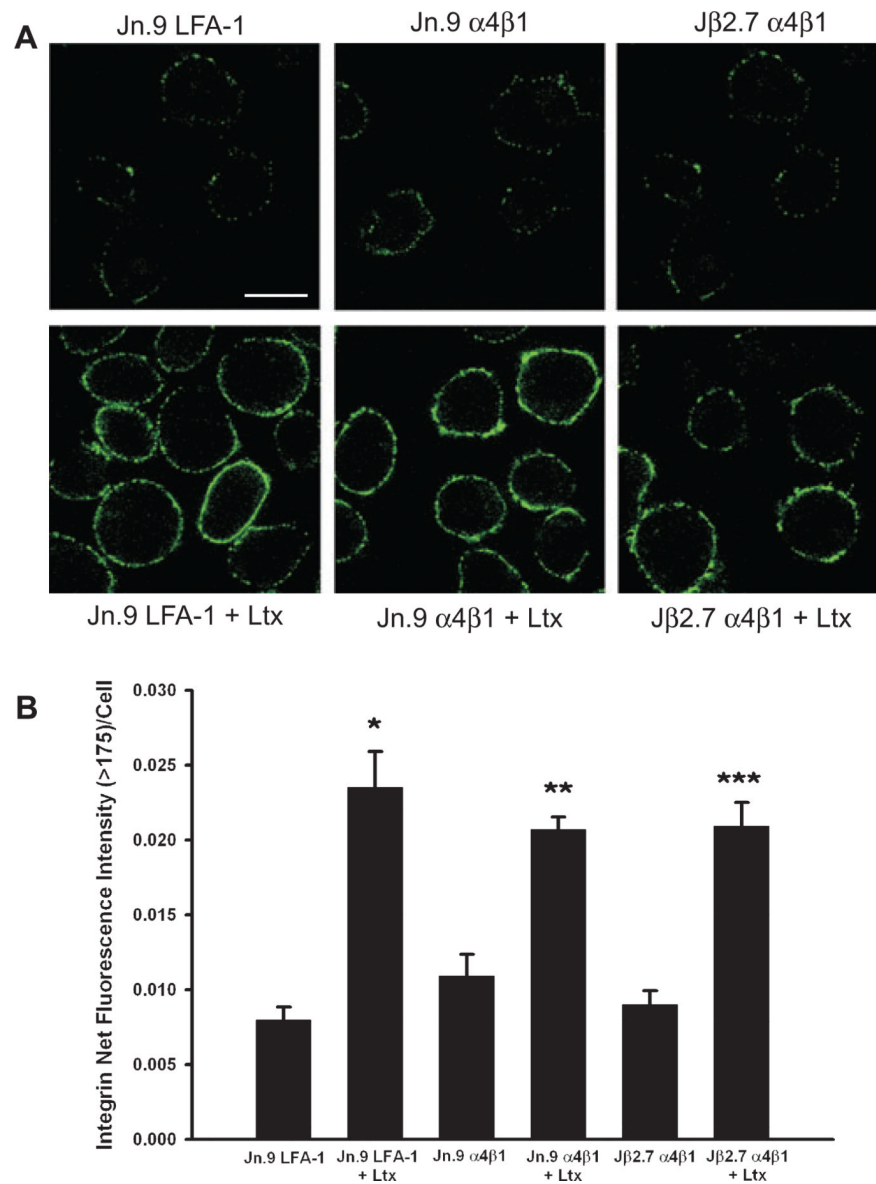 A
Jn.9 LFA-1 Jn.9 α4β1 Jβ2.7 α4β1
Jn.9 LFA-1 + Ltx Jn.9 α4β1 + Ltx Jβ2.7 α4β1 + Ltx
B
Integrin Net Fluorescence Intensity (>175)/Cell
0.030
0.025
0.020
0.015
0.010
0.005
0.000
* ** ***
Jn.9 LFA-1 Jn.9 LFA-1 Jn.9 α4β1 Jn.9 α4β1 Jβ2.7 α4β1 Jβ2.7 α4β1
+ Ltx + Ltx + Ltx